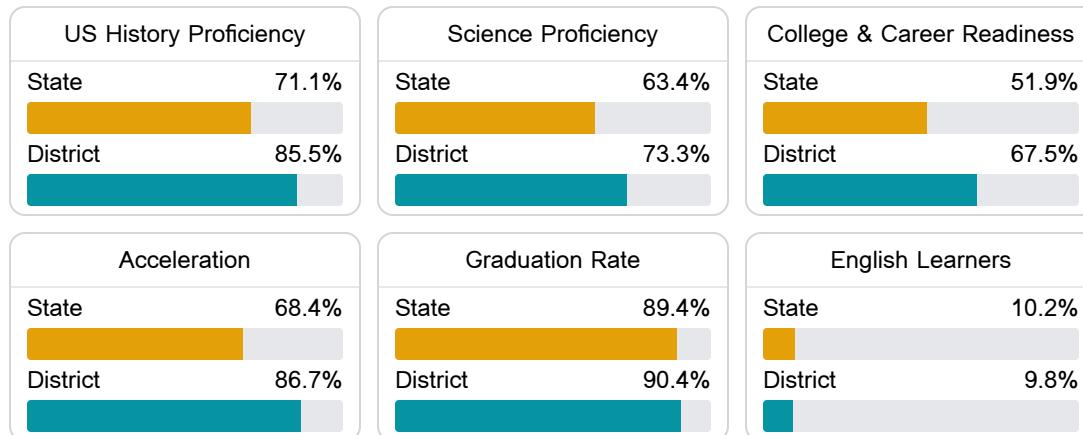 US History Proficiency
State 71.1%
District 85.5%
Science Proficiency
State 63.4%
District 73.3%
College & Career Readiness
State 51.9%
District 67.5%
Acceleration
State 68.4%
District 86.7%
Graduation Rate
State 89.4%
District 90.4%
English Learners
State 10.2%
District 9.8%